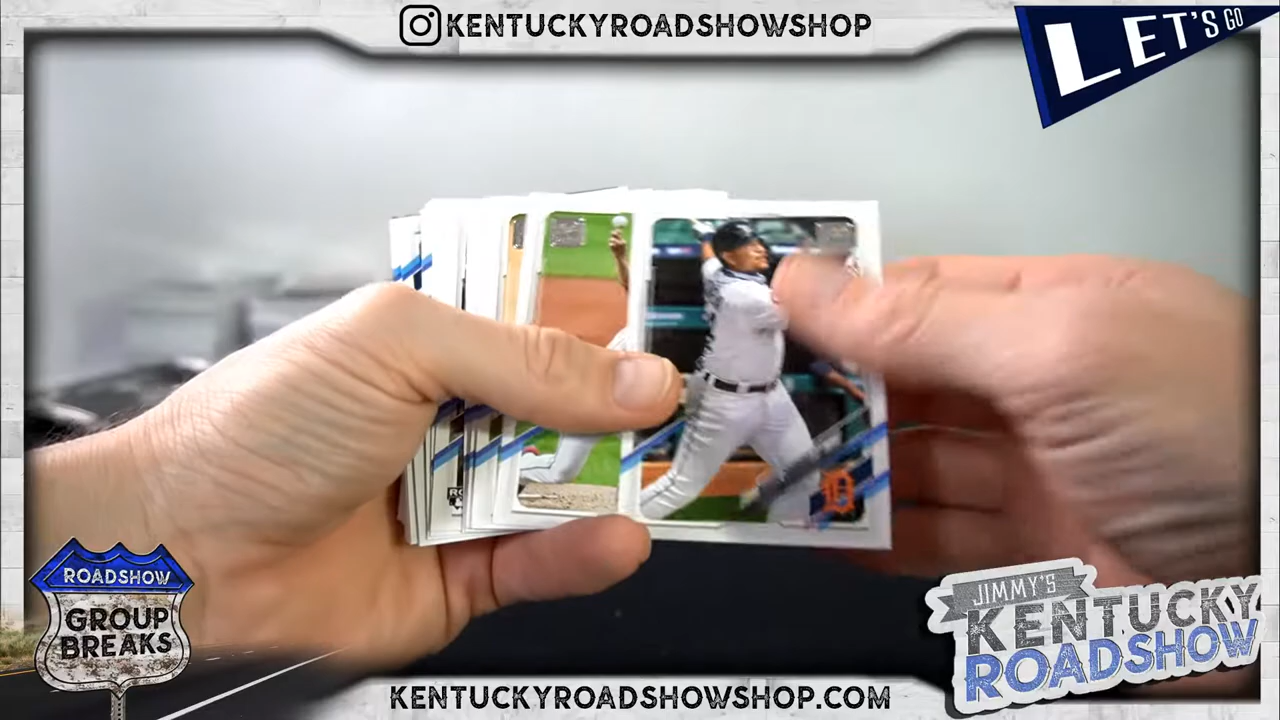 KENTUCKYROADSHOWSHOP
LET'S GO
D
ROADSHOW
GROUP
BREAKS
JIMMY'S
KENTUCKY
ROADSHOW
KENTUCKYROADSHOWSHOP.COM